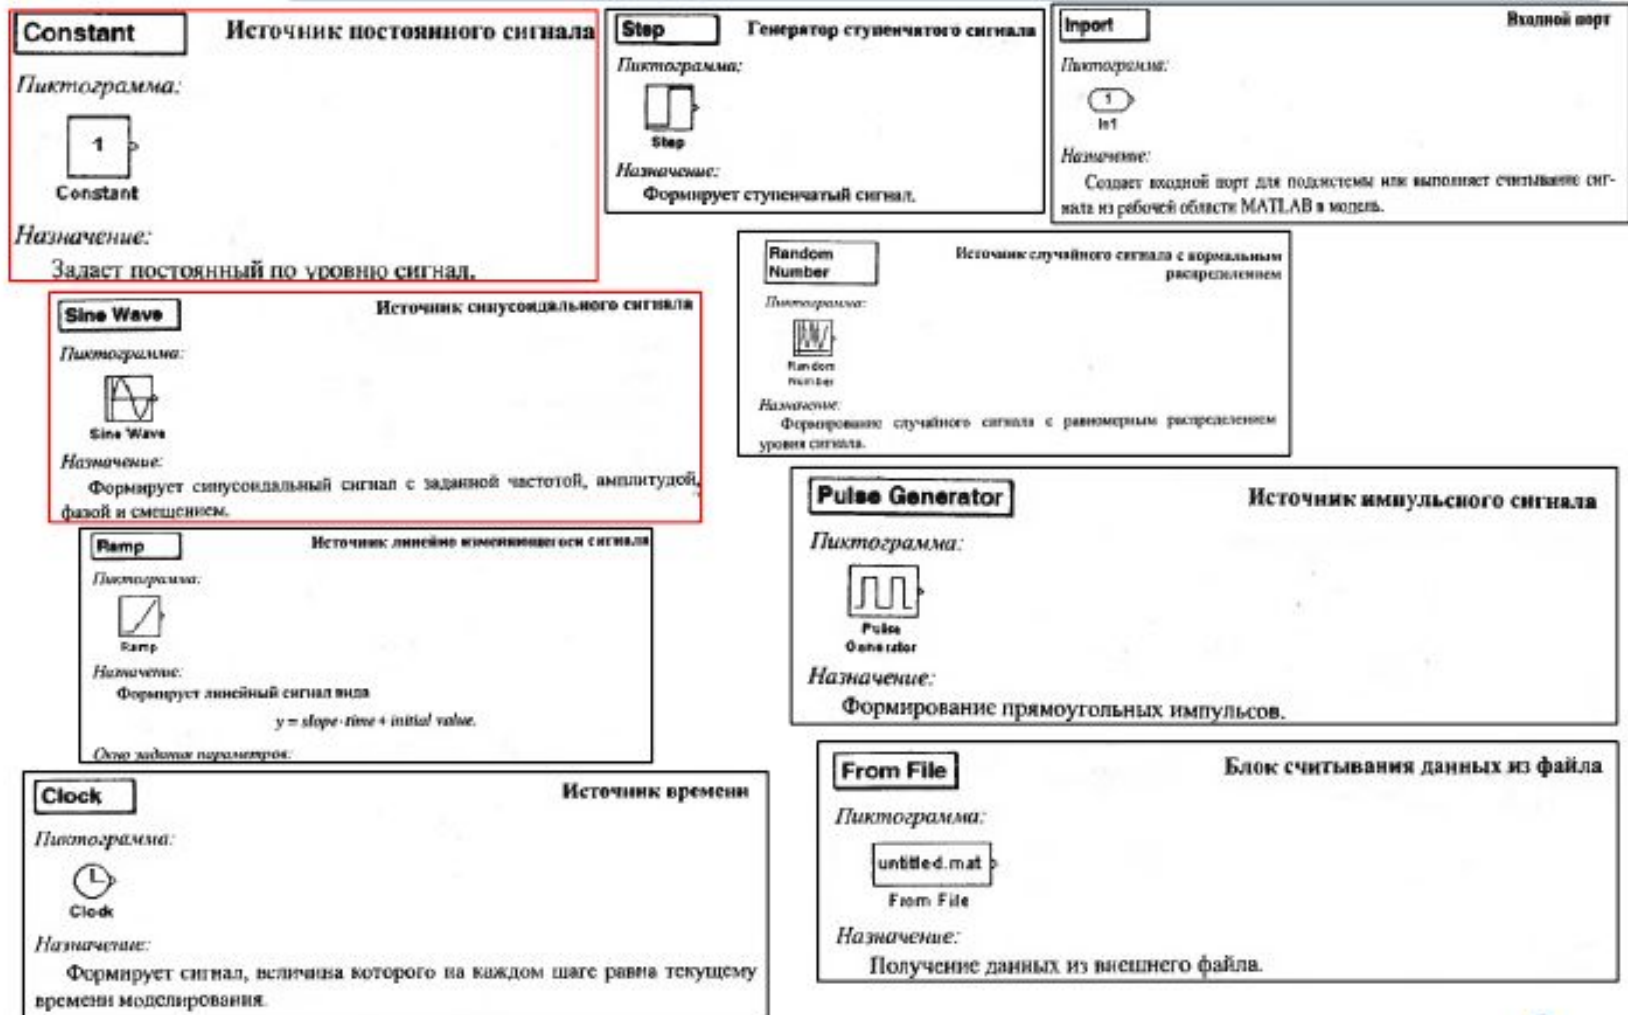 Constant
Источник постоянного сигнала
Пиктограмма:
1
Constant
Назначение:
Задает постоянный по уровню сигнал.
Step
Генератор ступенчатого сигнала
Пиктограмма:
Step
Назначение:
Формирует ступенчатый сигнал.
Inport
Входной порт
Пиктограмма:
1
In1
Назначение:
Создает входной порт для подсистемы или выполняет считывание сиг-
нала из рабочей области MATLAB в модель.
Random
Number
Источник случайного сигнала с нормальным
распределением
Пиктограмма:
Random
Number
Назначение:
Формирование случайного сигнала с равномерным распределением
уровня сигнала.
Sine Wave
Источник синусоидального сигнала
Пиктограмма:
Sine Wave
Назначение:
Формирует синусоидальный сигнал с заданной частотой, амплитудой,
фазой и смещением.
Pulse Generator
Источник импульсного сигнала
Пиктограмма:
Pulse
Generator
Назначение:
Формирование прямоугольных импульсов.
Ramp
Источник линейно изменяющегося сигнала
Пиктограмма:
Ramp
Назначение:
Формирует линейный сигнал вида
y = slope·time + initial value.
Окно задания параметров:
From File
Блок считывания данных из файла
Пиктограмма:
untitled.mat
From File
Назначение:
Получение данных из внешнего файла.
Clock
Источник времени
Пиктограмма:
Clock
Назначение:
Формирует сигнал, величина которого на каждом шаге равна текущему
времени моделирования.